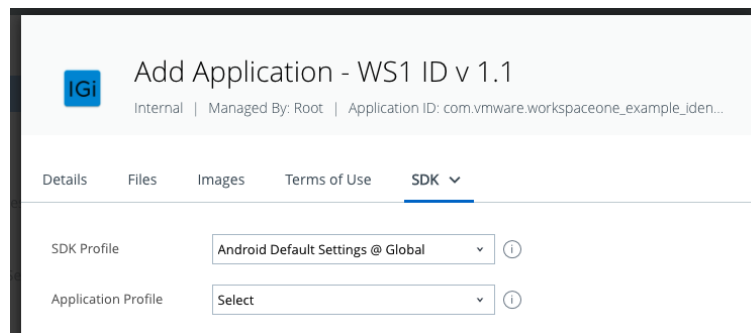 IGi
Add Application - WS1 ID v 1.1
Internal | Managed By: Root | Application ID: com.vmware.workspaceone_example_iden...
Details Files Images Terms of Use SDK
SDK Profile Android Default Settings @ Global
Application Profile Select